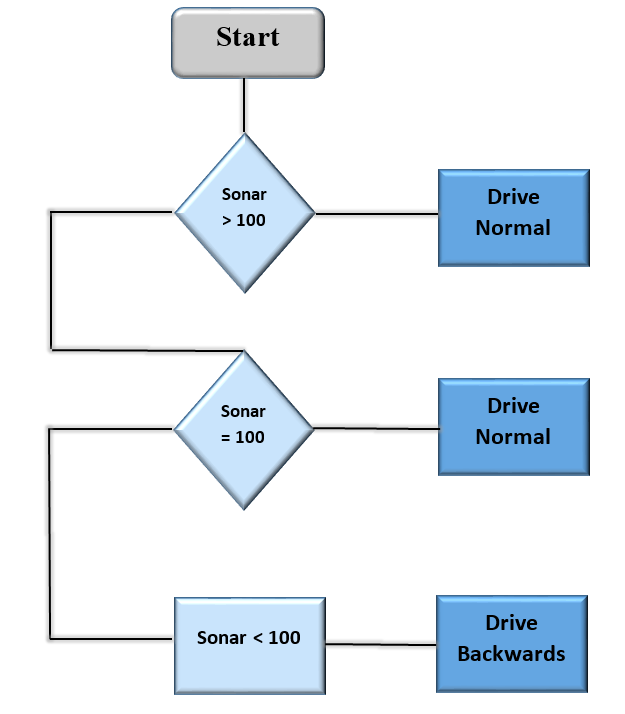 Start
Sonar
> 100
Drive
Normal
Sonar
= 100
Drive
Normal
Sonar < 100
Drive
Backwards